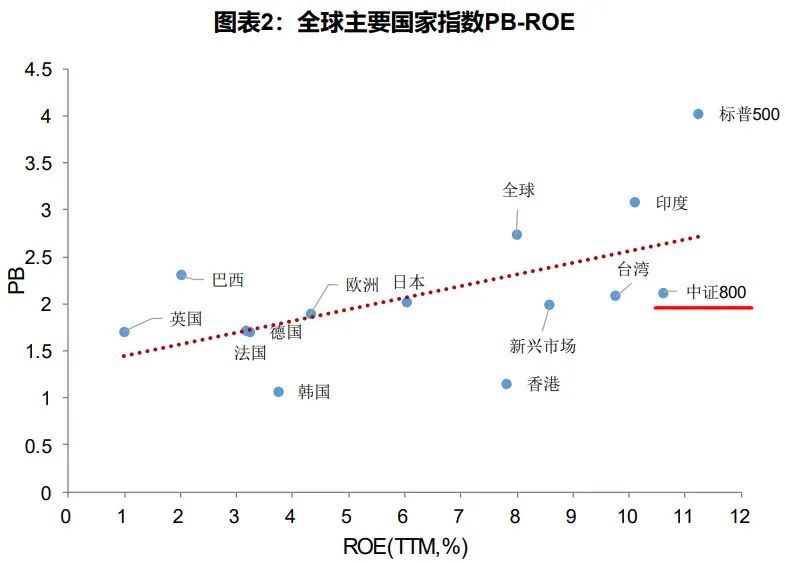 图表2：全球主要国家指数PB-ROE
4.5
4
3.5
3
2.5
2
1.5
1
0.5
0
PB
标普500
全球
印度
巴西
欧洲
日本
台湾
中证800
英国
德国
法国
新兴市场
韩国
香港
0 1 2 3 4 5 6 7 8 9 10 11 12
ROE(TTM,%)